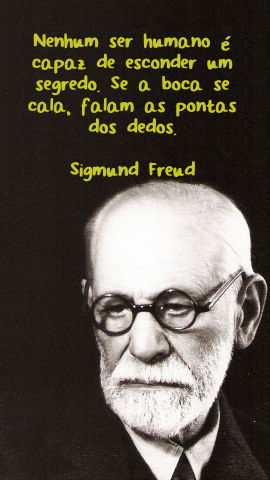 Nenhum ser humano é
capaz de esconder um
segredo. Se a boca se
cala, falam as pontas
dos dedos.
Sigmund Freud